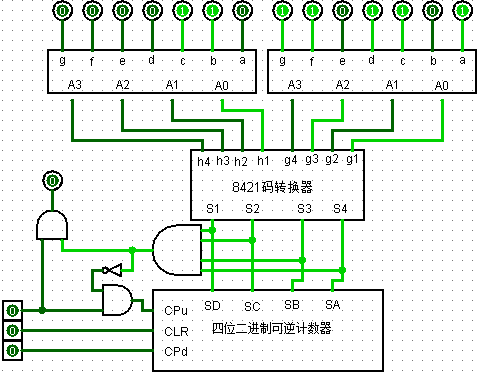 0 0 0 0 1 1 0 1 1 0 1 1 0 1
g f e d c b a g f e d c b a
A3 A2 A1 A0 A3 A2 A1 A0
h4 h3 h2 h1 g4 g3 g2 g1
8421码转换器
S1 S2 S3 S4
0
SD SC SB SA
0 CPu 四位二进制可逆计数器
0 CLR
0 CPd